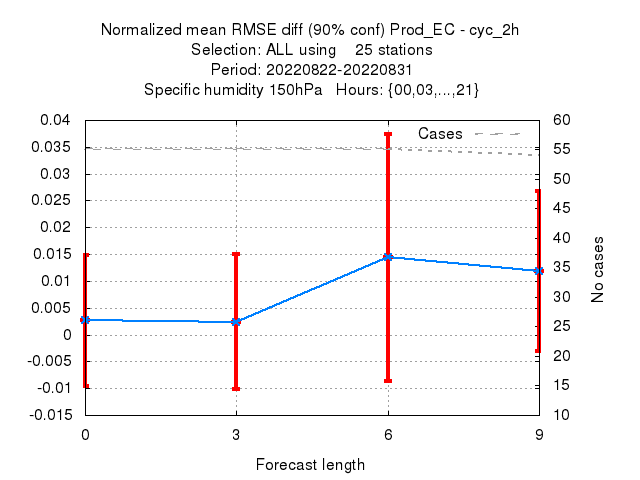 Normalized mean RMSE diff (90% conf) Prod_EC - cyc_2h
Selection: ALL using    25 stations
Period: 20220822-20220831
Specific humidity 150hPa   Hours: {00,03,...,21}
0.04
0.035
0.03
0.025
0.02
0.015
0.01
0.005
0
-0.005
-0.01
-0.015
Cases
60
55
50
45
40
35
30
25
20
15
10
No cases
0 3 6 9
Forecast length